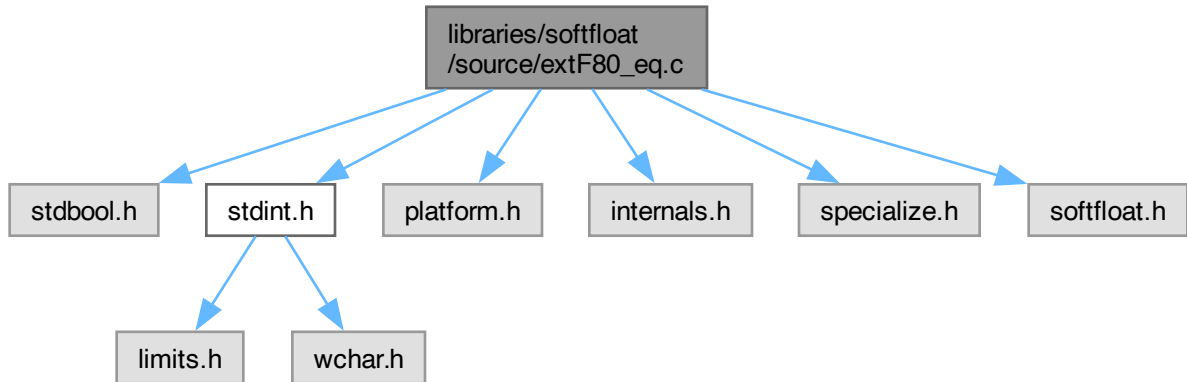 libraries/softfloat
/source/extF80_eq.c
stdbool.h
stdint.h
platform.h
internals.h
specialize.h
softfloat.h
limits.h
wchar.h